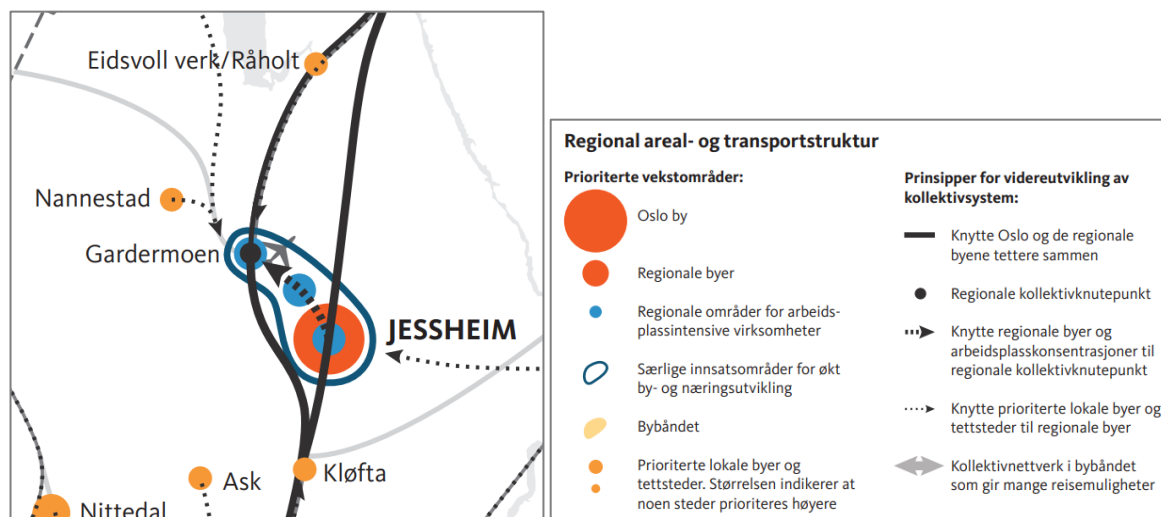 Eidsvoll verk/Råholt
Nannestad
Gardermoen
JESSHEIM
Kløfta
Ask
Nittedal
Regional areal- og transportstruktur
Prioriterte vekstområder:
Oslo by
Regionale byer
Regionale områder for arbeids-
plassintensive virksomheter
Særlige innsatsområder for økt
by- og næringsutvikling
Bybåndet
Prioriterte lokale byer og
tettsteder. Størrelsen indikerer at
noen steder prioriteres høyere
Prinsipper for videreutvikling av
kollektivsystem:
Knytte Oslo og de regionale
byene tettere sammen
Regionale kollektivknutepunkt
Knytte regionale byer og
arbeidsplasskonsentrasjoner til
regionale kollektivknutepunkt
Knytte prioriterte lokale byer og
tettsteder til regionale byer
Kollektivnettverk i bybåndet
som gir mange reisemuligheter